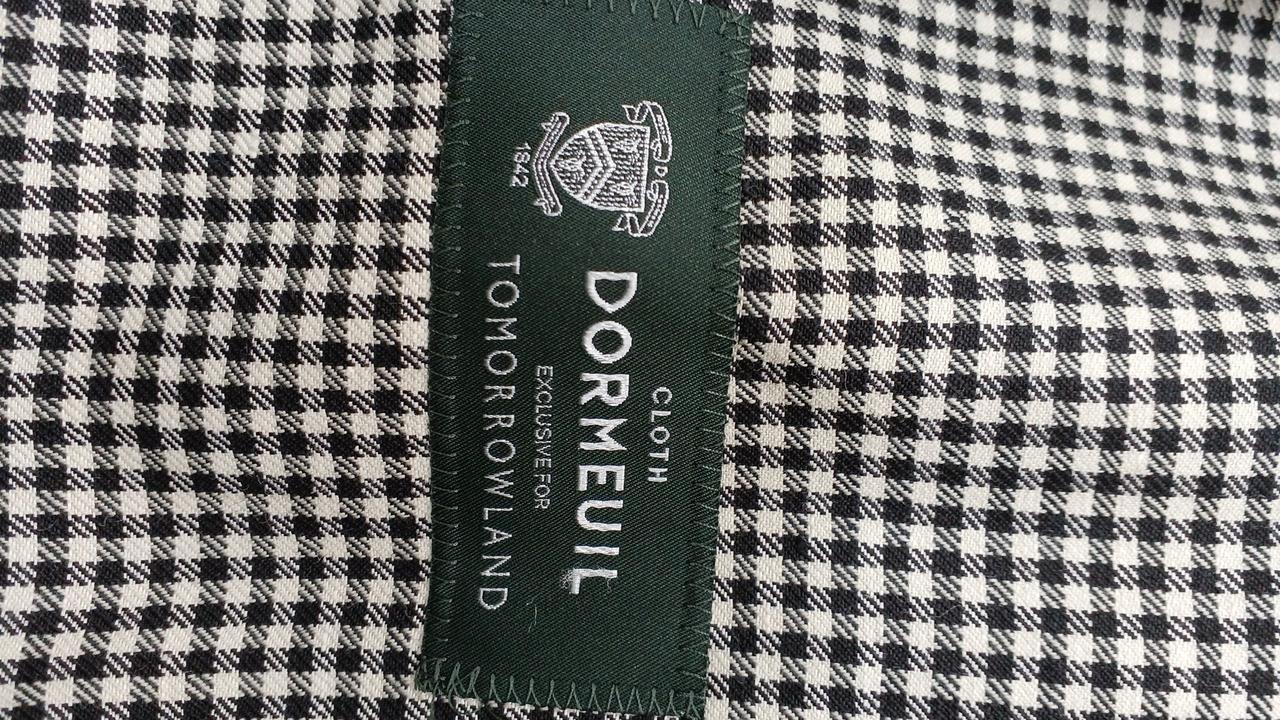 D
1842
CLOTH
DORMEUIL
EXCLUSIVE FOR
TOMORROWLAND